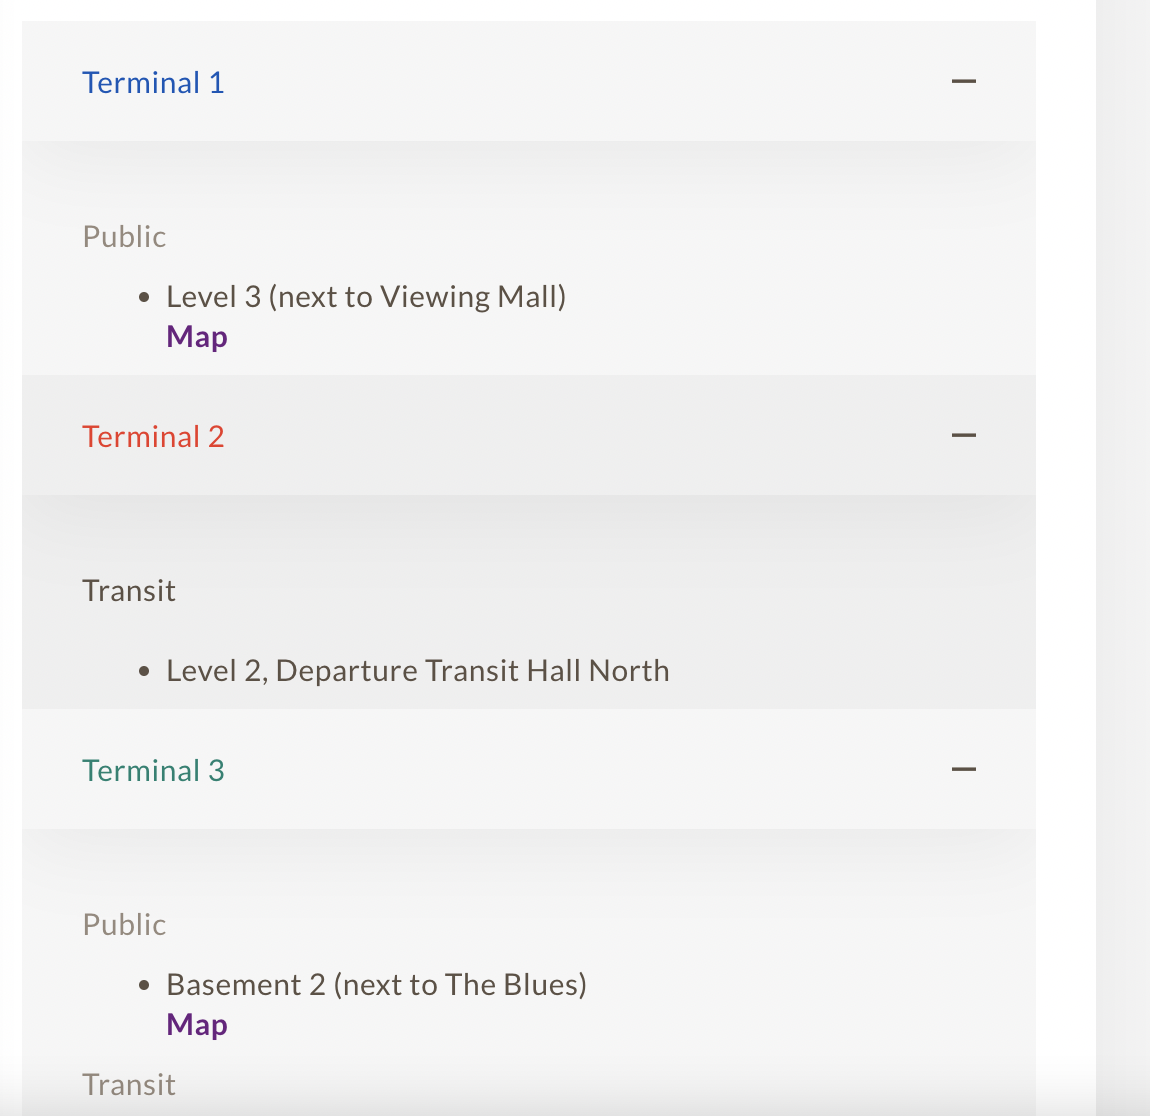 Terminal 1
Public
• Level 3 (next to Viewing Mall)
Map
Terminal 2
Transit
• Level 2, Departure Transit Hall North
Terminal 3
Public
• Basement 2 (next to The Blues)
Map
Transit